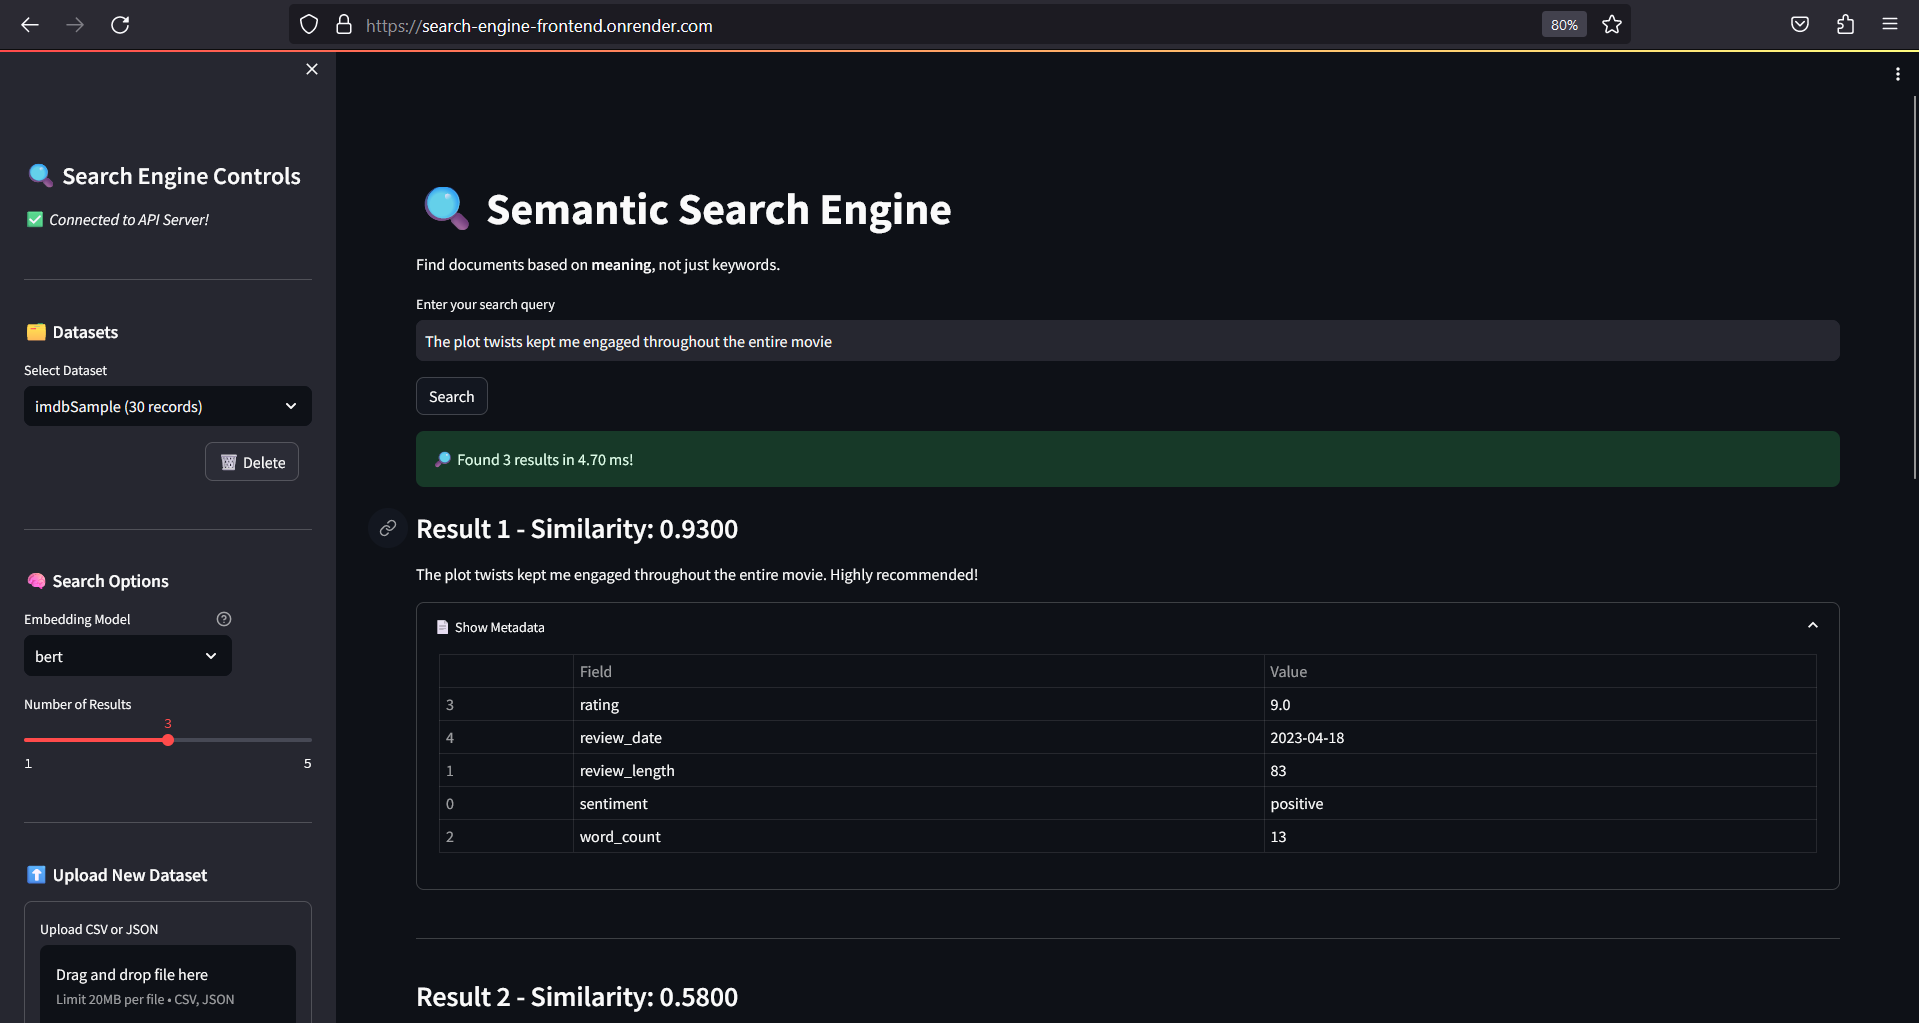 https://search-engine-frontend.onrender.com
80%
Search Engine Controls
Connected to API Server!
Datasets
Select Dataset
imdbSample (30 records)
Delete
Search Options
Embedding Model
bert
Number of Results
3
1 5
Upload New Dataset
Upload CSV or JSON
Drag and drop file here
Limit 20MB per file • CSV, JSON
Semantic Search Engine
Find documents based on meaning, not just keywords.
Enter your search query
The plot twists kept me engaged throughout the entire movie
Search
Found 3 results in 4.70 ms!
Result 1 - Similarity: 0.9300
The plot twists kept me engaged throughout the entire movie. Highly recommended!
Show Metadata
Field Value
3 rating 9.0
4 review_date 2023-04-18
1 review_length 83
0 sentiment positive
2 word_count 13
Result 2 - Similarity: 0.5800